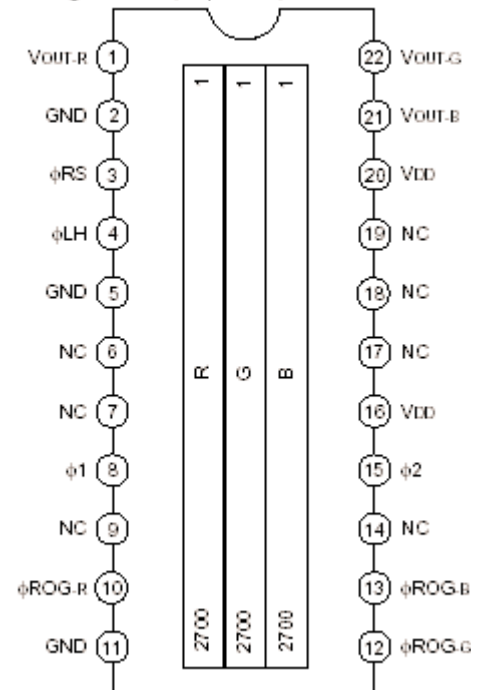 VOUT-R 1
GND 2
ϕRS 3
ϕLH 4
GND 5
NC 6
NC 7
ϕ1 8
NC 9
ϕROG-R 10
GND 11
1 1 1
R G B
2700 2700 2700
22 VOUT-G
21 VOUT-B
20 VDD
19 NC
18 NC
17 NC
16 VDD
15 ϕ2
14 NC
13 ϕROG-B
12 ϕROG-G